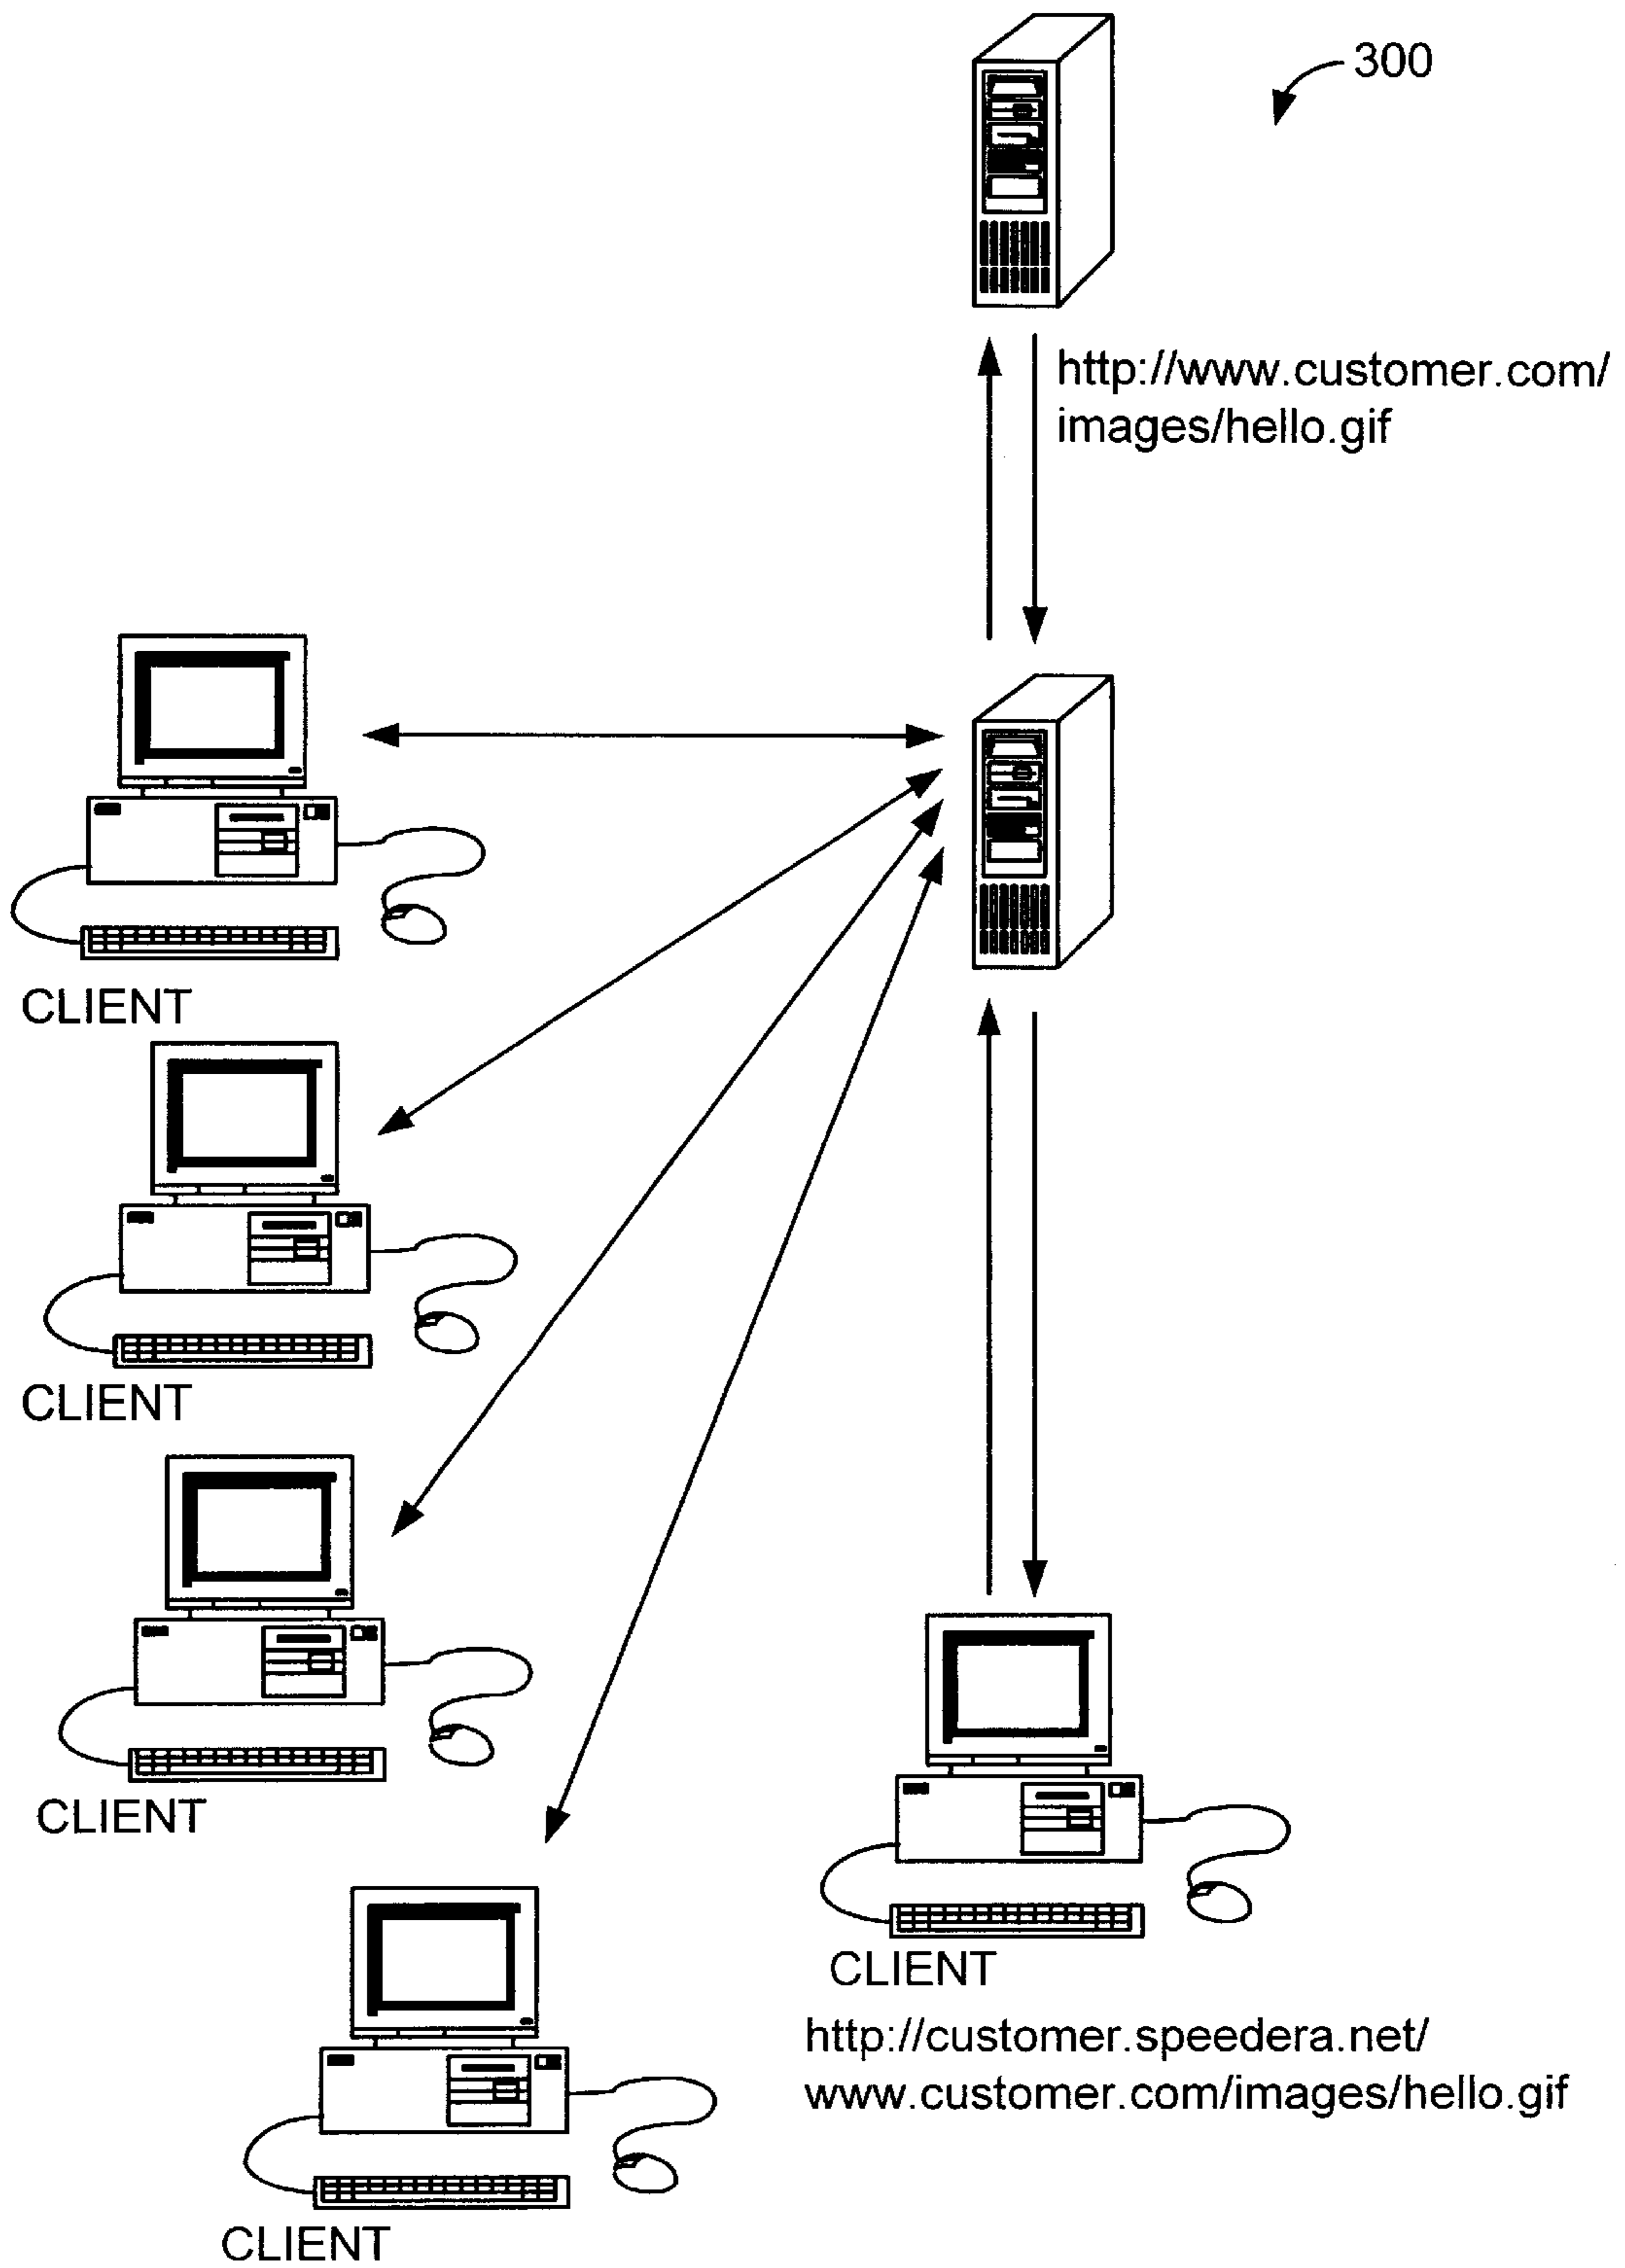 300
http://www.customer.com/
images/hello.gif
CLIENT
CLIENT
CLIENT
CLIENT
http://customer.speedera.net/
www.customer.com/images/hello.gif
CLIENT